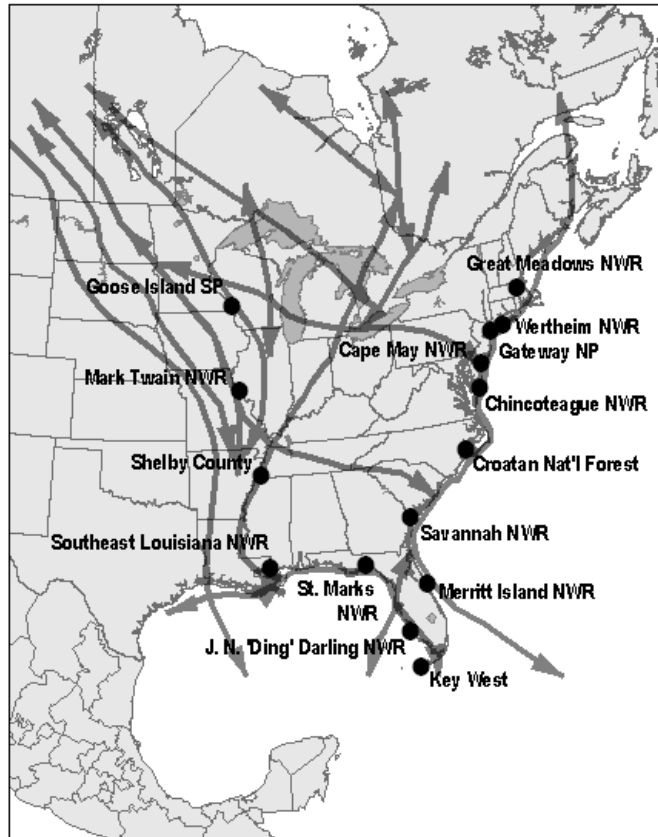 Great Meadows NWR
Goose Island SP
Wertheim NWR
Cape May NWR
Gateway NP
Mark Twain NWR
Chincoteague NWR
Shelby County
Croatan Nat'l Forest
Savannah NWR
Southeast Louisiana NWR
St. Marks
NWR
Merritt Island NWR
J. N. 'Ding' Darling NWR
Key West